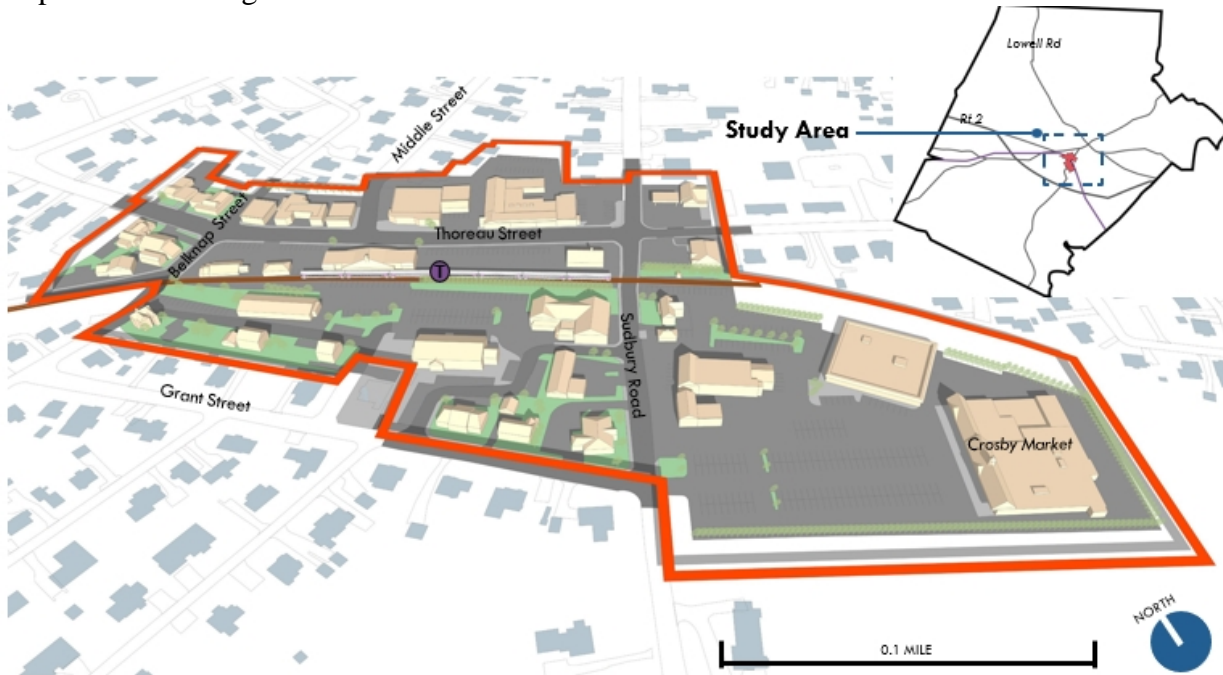 Lowell Rd
Study Area
Rt 2
Middle Street
Belknap Street
Thoreau Street
T
Sudbury Road
Grant Street
Crosby Market
NORTH
0.1 MILE